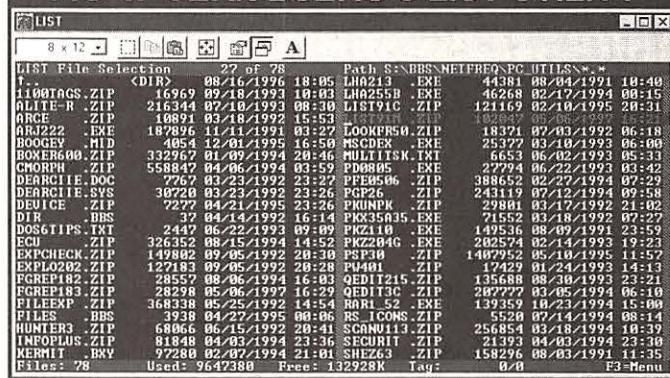 LIST
8 x 12
A
LIST File Selection 27 of 78 Path S:\BBS\NETFREQ\PC_UTILS\*.*
↑.. <DIR> 08/16/1996 18:05 LHA213 .EXE 44381 08/04/1991 10:40
1100TAGS.ZIP 16969 09/18/1993 10:03 LHA255B .EXE 46268 02/17/1994 00:15
ALITE-R .ZIP 216344 07/10/1993 08:30 LIST91C .ZIP 121169 02/10/1995 20:31
ARCE .ZIP 10891 03/18/1992 15:53 LIST91M .ZIP 102047 05/06/1997 16:21
ARJ222 .EXE 187896 11/11/1991 03:27 LOOKFR50.ZIP 18371 07/03/1992 06:18
BOOGEY .MID 4054 12/01/1995 16:50 MSCDEX .EXE 25377 03/10/1993 06:00
BOXER600.ZIP 332967 01/09/1994 20:46 MULTITSK.TXT 6653 06/02/1993 05:33
CMORPH .ZIP 558847 04/06/1994 03:59 PD0805 .EXE 27794 06/22/1993 03:42
DEARCIIE.DOC 7767 03/23/1992 23:27 PTE0506 .ZIP 288652 02/27/1994 07:29
DEARCIIE.SYS 30720 03/23/1992 23:26 PGP26 .ZIP 243119 07/12/1994 09:58
DEVICE .ZIP 7277 04/21/1995 23:26 PKUNPK .ZIP 29801 03/17/1992 21:02
DIR .BBS 37 04/14/1992 16:14 PKX35A35.EXE 71552 03/18/1992 07:27
DOS6TIPS.TXT 2447 06/22/1993 09:09 PKZ110 .EXE 149536 08/09/1991 23:59
ECU .ZIP 326352 08/15/1994 14:52 PKZ204G .EXE 202574 02/14/1993 19:23
EXPCHECK.ZIP 149802 09/05/1992 20:30 PSP30 .ZIP 1407952 05/10/1995 11:57
EXPLO202.ZIP 127183 09/05/1992 20:28 PW401 .ZIP 17429 01/24/1993 14:13
FGREP182.ZIP 28557 08/06/1994 16:03 QEDIT215.ZIP 135688 08/30/1993 23:21
FGREP183.ZIP 32298 05/06/1997 16:29 QEDIT3C .ZIP 207777 03/05/1994 06:10
FILEEXP .ZIP 368338 05/25/1992 14:54 RAR1_52 .EXE 139359 10/23/1994 15:00
FILES .BBS 3938 04/27/1995 00:06 RS_ICONS.ZIP 5520 07/14/1994 08:14
HUNTER3 .ZIP 68066 06/15/1992 20:41 SCANV113.ZIP 256854 03/18/1994 10:39
INFOPLUS.ZIP 81848 04/03/1994 23:36 SECURIT .ZIP 21393 04/03/1994 23:30
KERMIT .BXY 97280 02/07/1994 21:01 SHEZ63 .ZIP 158296 08/03/1991 11:35
Files: 78 Used: 9647380 Free: 132928K Tag: 0/0 F3=Menu